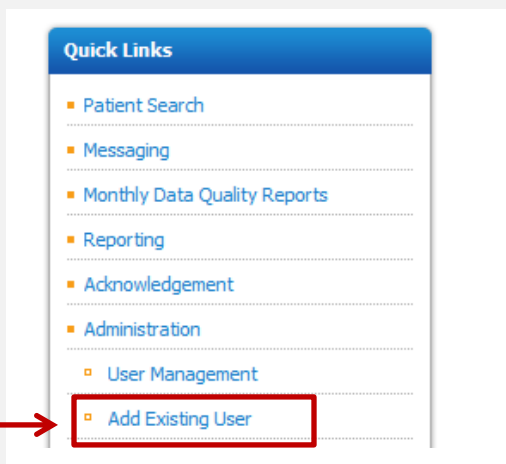 Quick Links
Patient Search
Messaging
Monthly Data Quality Reports
Reporting
Acknowledgement
Administration
User Management
Add Existing User